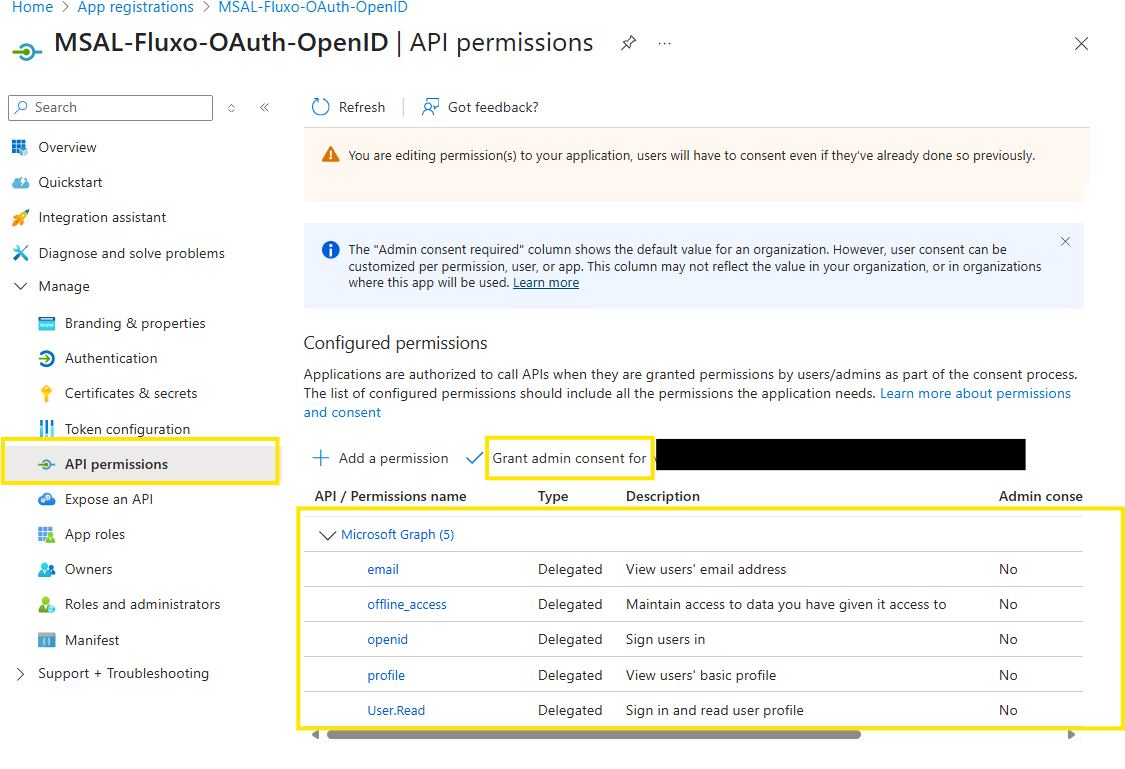 Home > App registrations > MSAL-Fluxo-OAuth-OpenID
MSAL-Fluxo-OAuth-OpenID | API permissions
Search
Refresh
Got feedback?
Overview
Quickstart
Integration assistant
Diagnose and solve problems
Manage
Branding & properties
Authentication
Certificates & secrets
Token configuration
API permissions
Expose an API
App roles
Owners
Roles and administrators
Manifest
Support + Troubleshooting
You are editing permission(s) to your application, users will have to consent even if they've already done so previously.
The "Admin consent required" column shows the default value for an organization. However, user consent can be
customized per permission, user, or app. This column may not reflect the value in your organization, or in organizations
where this app will be used. Learn more
Configured permissions
Applications are authorized to call APIs when they are granted permissions by users/admins as part of the consent process.
The list of configured permissions should include all the permissions the application needs. Learn more about permissions
and consent
Add a permission
Grant admin consent for
API / Permissions name Type Description Admin conse
Microsoft Graph (5)
email Delegated View users' email address No
offline_access Delegated Maintain access to data you have given it access to No
openid Delegated Sign users in No
profile Delegated View users' basic profile No
User.Read Delegated Sign in and read user profile No